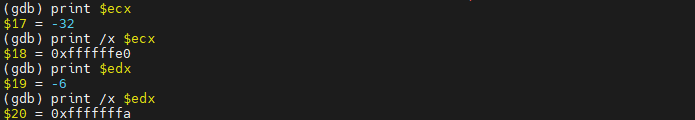 (gdb) print $ecx
$17 = -32
(gdb) print /x $ecx
$18 = 0xffffffe0
(gdb) print $edx
$19 = -6
(gdb) print /x $edx
$20 = 0xfffffffa